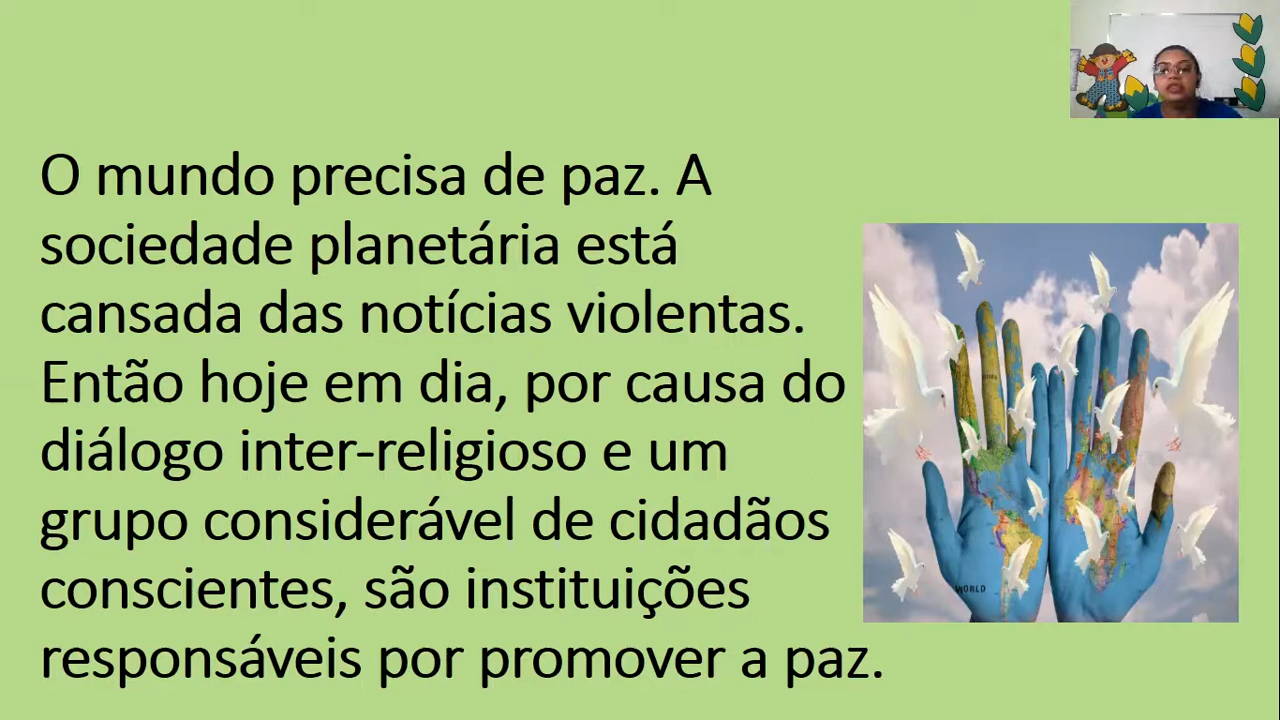 O mundo precisa de paz. A
sociedade planetária está
cansada das notícias violentas.
Então hoje em dia, por causa do
diálogo inter-religioso e um
grupo considerável de cidadãos
conscientes, são instituições
responsáveis por promover a paz.
WORLD